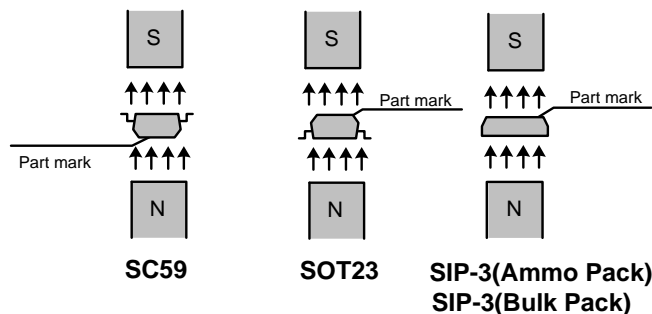 S
S
S
Part mark
Part mark
Part mark
N
N
N
SC59
SOT23
SIP-3(Ammo Pack)
SIP-3(Bulk Pack)